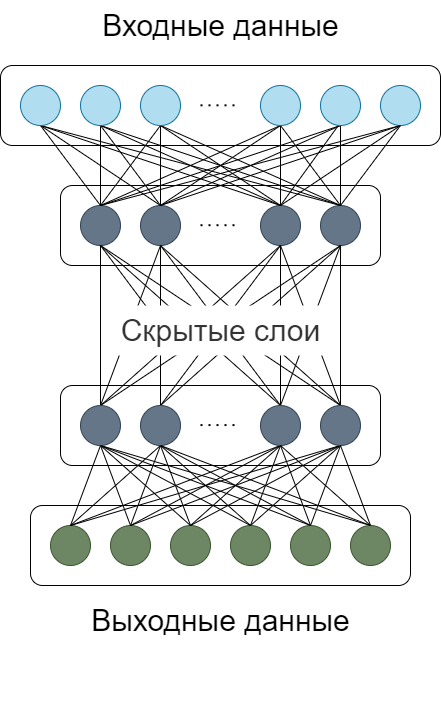 Входные данные
.....
.....
Скрытые слои
.....
Выходные данные